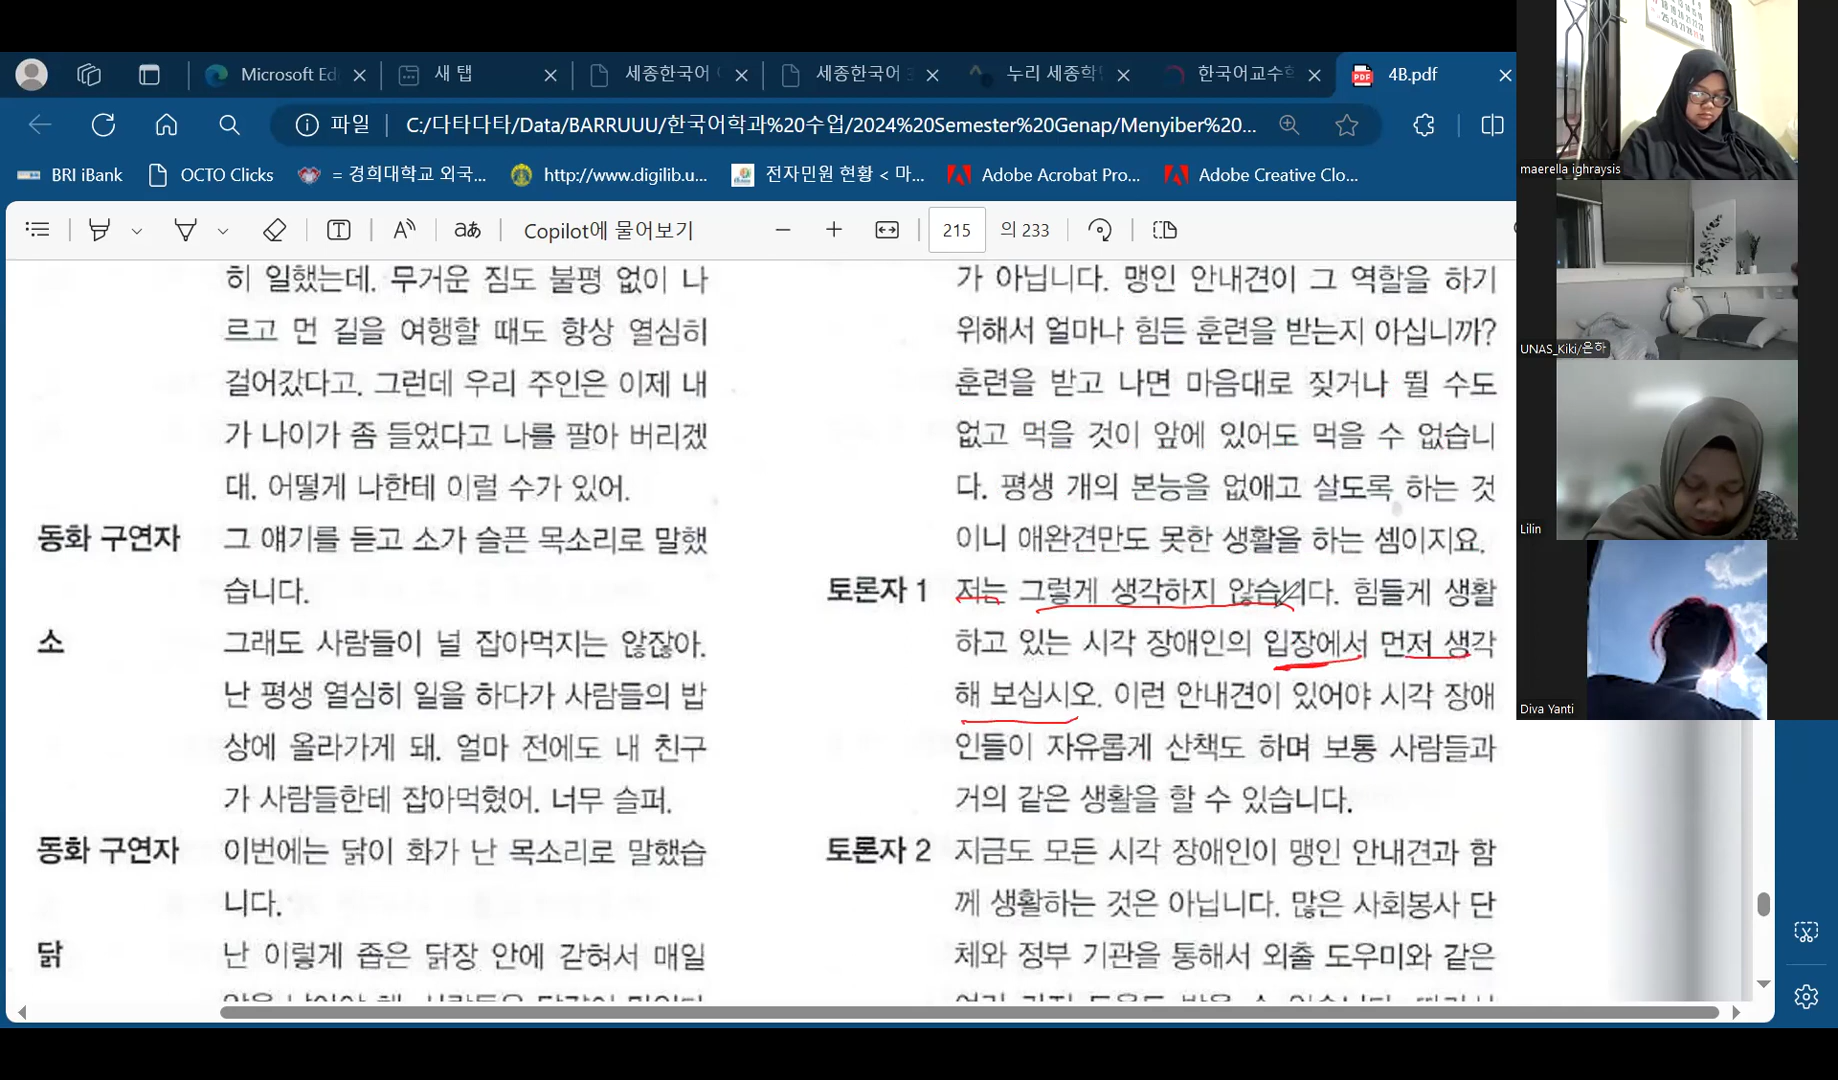 Microsoft Ed
새 탭
세종한국어
세종한국어 3
누리 세종학
한국어교수
4B.pdf
파일
C:/다타다타/Data/BARRUUU/한국어학과%20수업/2024%20Semester%20Genap/Menyiber%20...
BRI iBank
OCTO Clicks
= 경희대학교 외국...
http://www.digilib.u...
전자민원 현황 < 마...
Adobe Acrobat Pro...
Adobe Creative Clo...
Copilot에 물어보기
215
의 233
히 일했는데. 무거운 짐도 불평 없이 나
르고 먼 길을 여행할 때도 항상 열심히
걸어갔다고. 그런데 우리 주인은 이제 내
가 나이가 좀 들었다고 나를 팔아 버리겠
대. 어떻게 나한테 이럴 수가 있어.
동화 구연자 그 얘기를 듣고 소가 슬픈 목소리로 말했
습니다.
소 그래도 사람들이 널 잡아먹지는 않잖아.
난 평생 열심히 일을 하다가 사람들의 밥
상에 올라가게 돼. 얼마 전에도 내 친구
가 사람들한테 잡아먹혔어. 너무 슬퍼.
동화 구연자 이번에는 닭이 화가 난 목소리로 말했습
니다.
닭 난 이렇게 좁은 닭장 안에 갇혀서 매일
가 아닙니다. 맹인 안내견이 그 역할을 하기
위해서 얼마나 힘든 훈련을 받는지 아십니까?
훈련을 받고 나면 마음대로 짖거나 뛸 수도
없고 먹을 것이 앞에 있어도 먹을 수 없습니
다. 평생 개의 본능을 없애고 살도록 하는 것
이니 애완견만도 못한 생활을 하는 셈이지요.
토론자 1 저는 그렇게 생각하지 않습니다. 힘들게 생활
하고 있는 시각 장애인의 입장에서 먼저 생각
해 보십시오. 이런 안내견이 있어야 시각 장애
인들이 자유롭게 산책도 하며 보통 사람들과
거의 같은 생활을 할 수 있습니다.
토론자 2 지금도 모든 시각 장애인이 맹인 안내견과 함
께 생활하는 것은 아닙니다. 많은 사회봉사 단
체와 정부 기관을 통해서 외출 도우미와 같은
maerella ighraysis
UNAS_Kiki/은하
Lilin
Diva Yanti